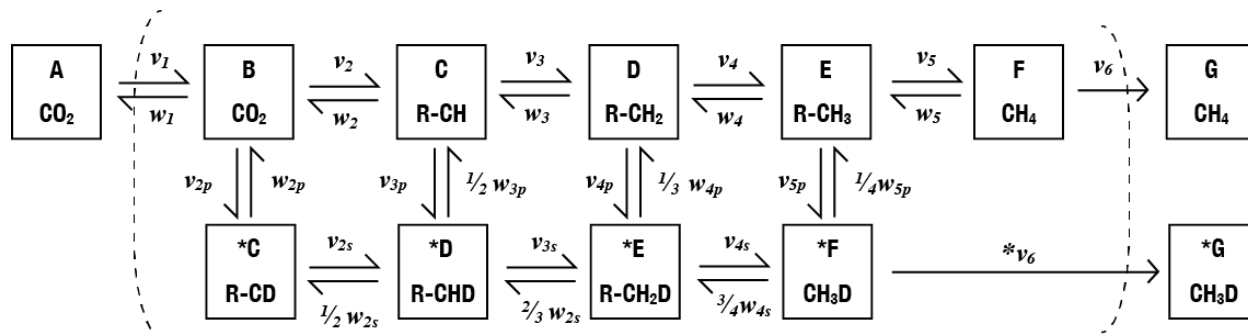 A
CO₂
v₁
w₁
B
CO₂
v₂
w₂
C
R-CH
v₃
w₃
D
R-CH₂
v₄
w₄
E
R-CH₃
v₅
w₅
F
CH₄
v₆
G
CH₄
v₂ₚ
w₂ₚ
v₃ₚ
½ w₃ₚ
v₄ₚ
⅓ w₄ₚ
v₅ₚ
¼w₅ₚ
*C
R-CD
v₂ₛ
½ w₂ₛ
*D
R-CHD
v₃ₛ
⅔ w₂ₛ
*E
R-CH₂D
v₄ₛ
¾w₄ₛ
*F
CH₃D
*v₆
*G
CH₃D